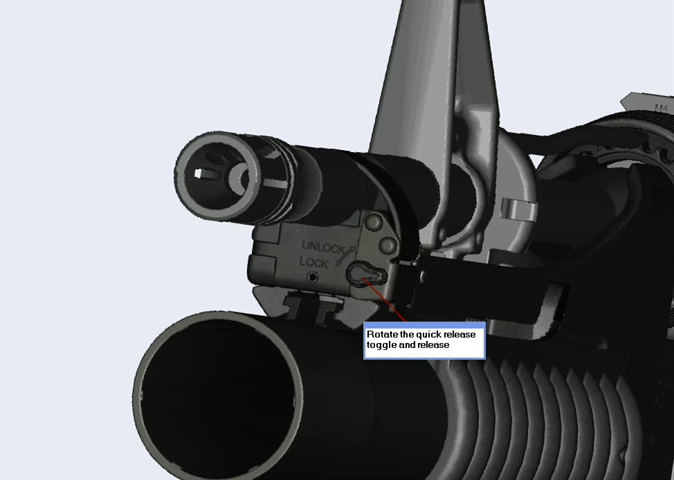 M4
UNLOCK
LOCK
Rotate the quick release
toggle and release